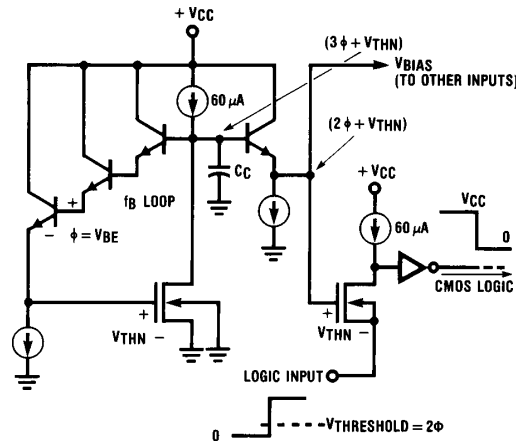 + VCC
(3ϕ + VTHN)
60 µA
VBIAS
(TO OTHER INPUTS)
(2ϕ + VTHN)
CC
fB LOOP
+
-
ϕ = VBE
+ VCC
60 µA
VCC
0
CMOS LOGIC
+
VTHN -
+
VTHN -
LOGIC INPUT
0
VTHRESHOLD = 2Φ